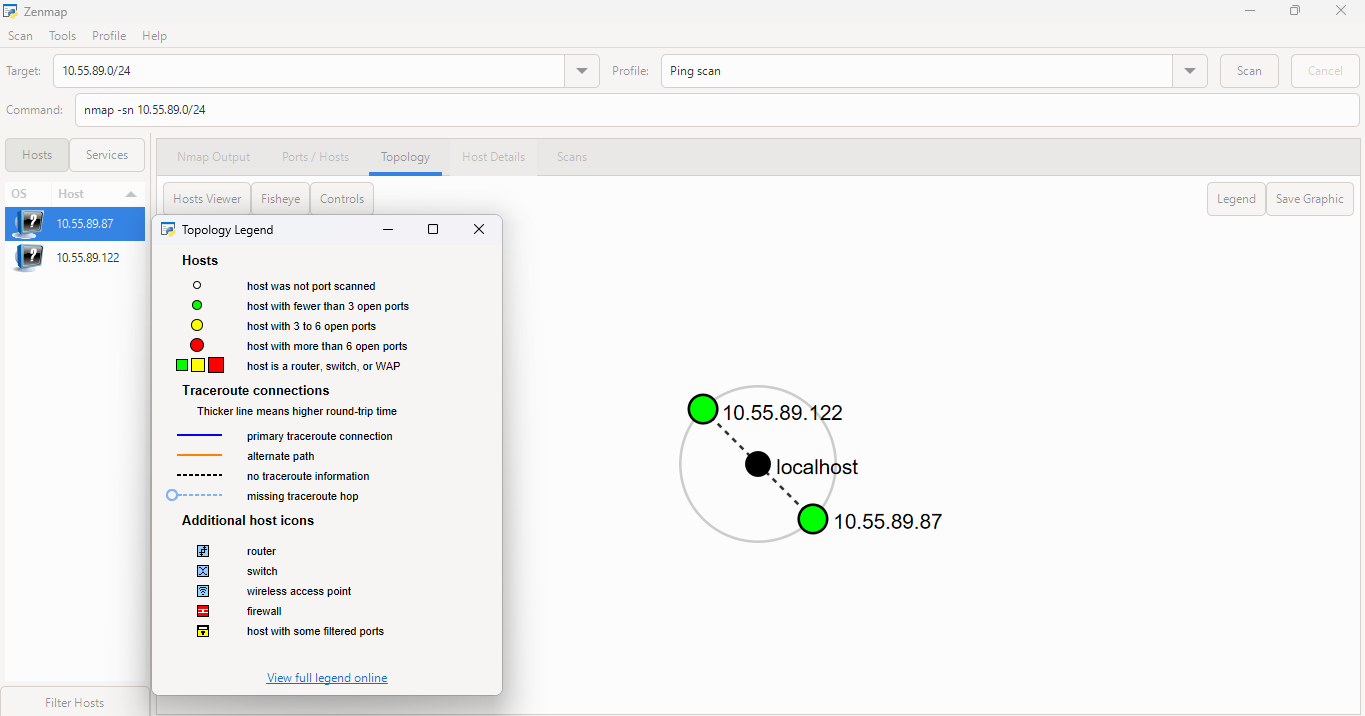 Zenmap
Scan Tools Profile Help
Target: 10.55.89.0/24 Profile: Ping scan Scan Cancel
Command: nmap -sn 10.55.89.0/24
Hosts Services
Nmap Output Ports / Hosts Topology Host Details Scans
OS Host
10.55.89.87
10.55.89.122
Hosts Viewer Fisheye Controls Legend Save Graphic
Topology Legend
Hosts
host was not port scanned
host with fewer than 3 open ports
host with 3 to 6 open ports
host with more than 6 open ports
host is a router, switch, or WAP
Traceroute connections
Thicker line means higher round-trip time
primary traceroute connection
alternate path
no traceroute information
missing traceroute hop
Additional host icons
router
switch
wireless access point
firewall
host with some filtered ports
View full legend online
10.55.89.122
localhost
10.55.89.87
Filter Hosts